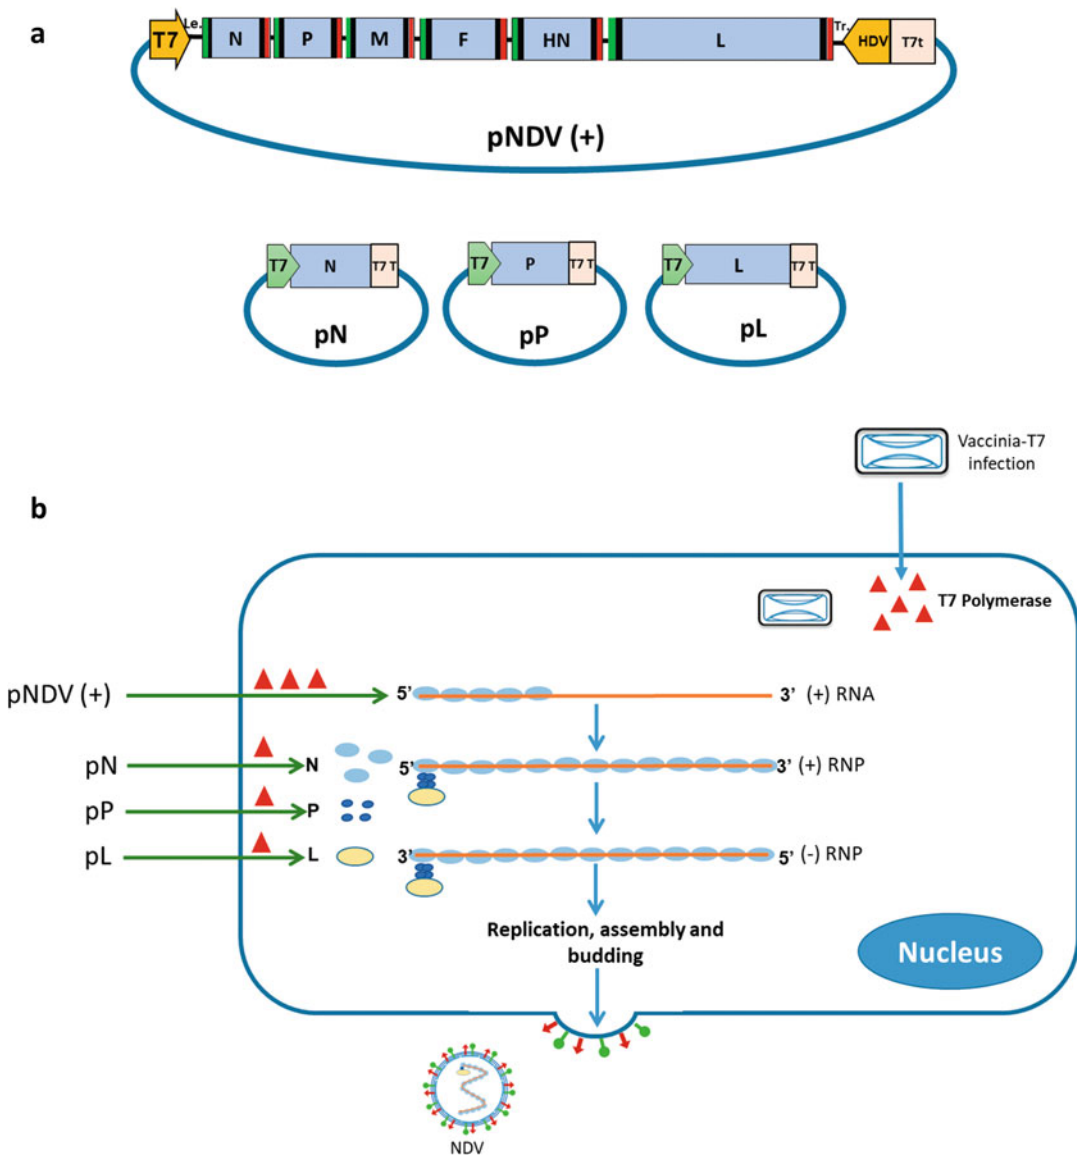 a
T7 Le. N P M F HN L Tr. HDV T7t
pNDV (+)
T7 N T7 T
pN
T7 P T7 T
pP
T7 L T7 T
pL
Vaccinia-T7
infection
b
T7 Polymerase
pNDV (+) 5’ 3’ (+) RNA
pN N 5’ 3’ (+) RNP
pP P
pL L 3’ 5’ (-) RNP
Replication, assembly and
budding
Nucleus
NDV